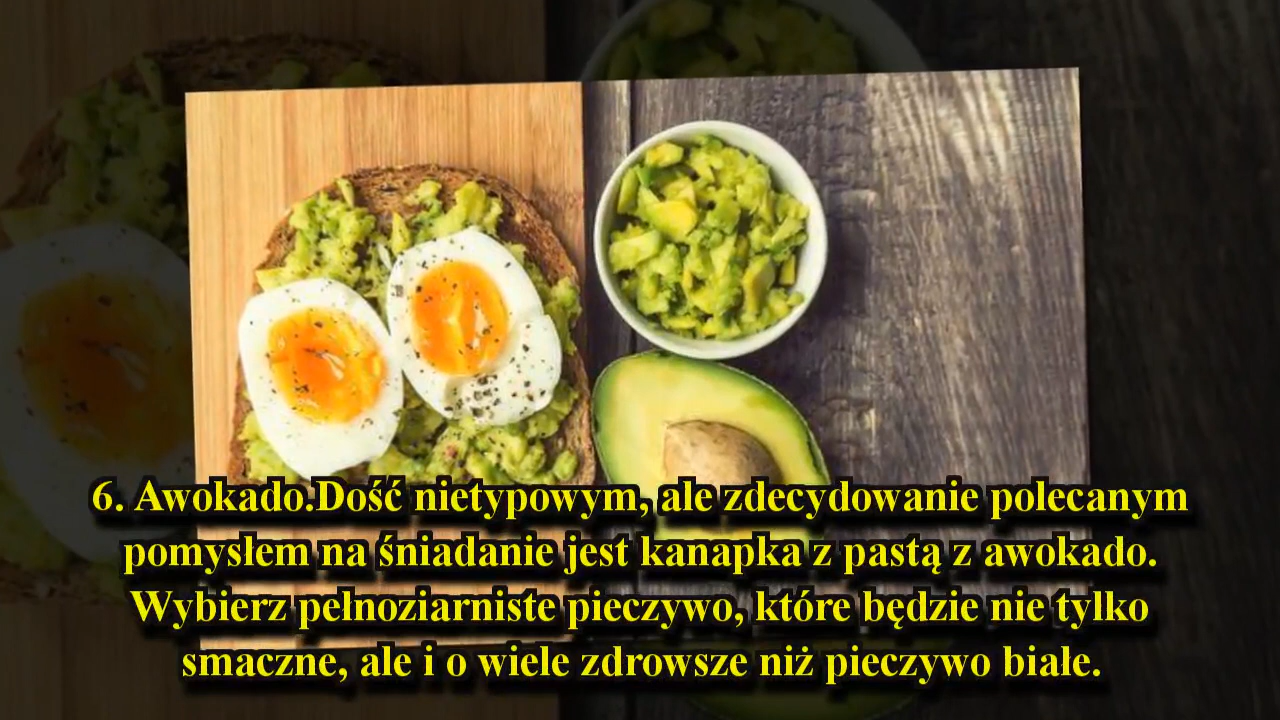 6. Awokado.Dość nietypowym, ale zdecydowanie polecanym
pomysłem na śniadanie jest kanapka z pastą z awokado.
Wybierz pełnoziarniste pieczywo, które będzie nie tylko
smaczne, ale i o wiele zdrowsze niż pieczywo białe.